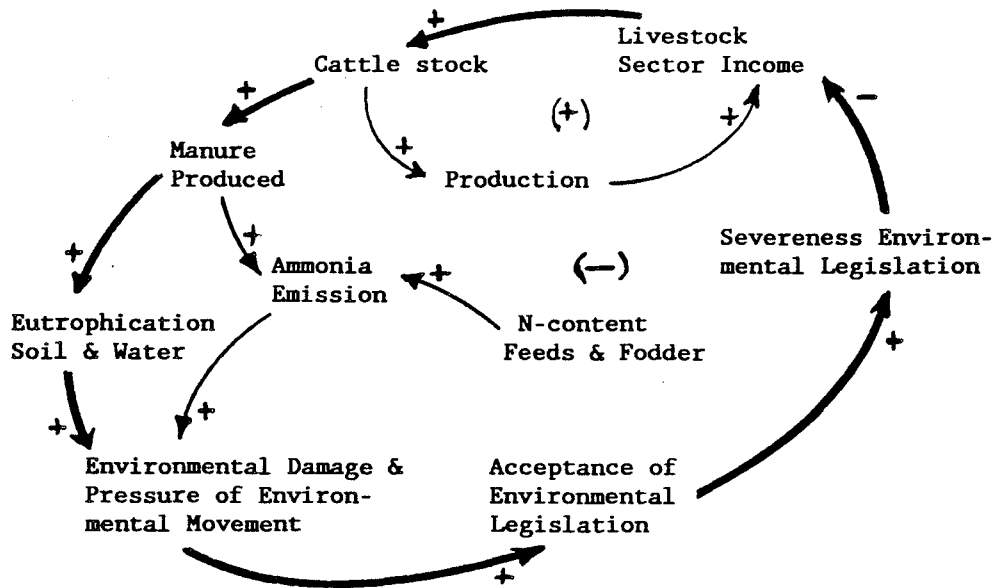 +
Livestock
Sector Income
Cattle stock
+
(+)
+
−
Manure
Produced
+
Production
+
+
Severeness Environ-
mental Legislation
Ammonia
Emission
+
(−)
Eutrophication
Soil & Water
N-content
Feeds & Fodder
+
+
+
Environmental Damage &
Pressure of Environ-
mental Movement
Acceptance of
Environmental
Legislation
+